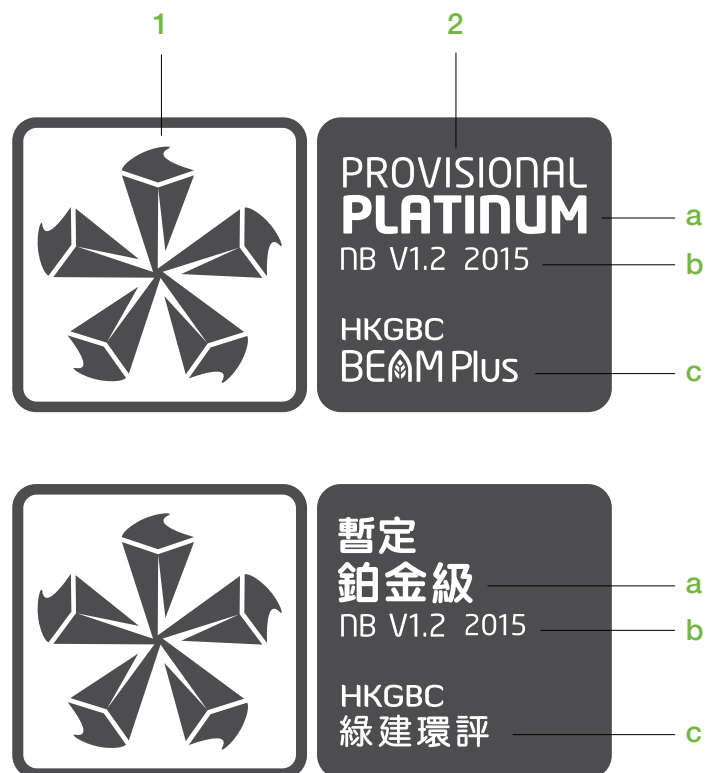 1
2
PROVISIONAL
PLATINUM
a
NB V1.2 2015
b
HKGBC
BEAM Plus
c
暫定
鉑金級
a
NB V1.2 2015
b
HKGBC
綠建環評
c